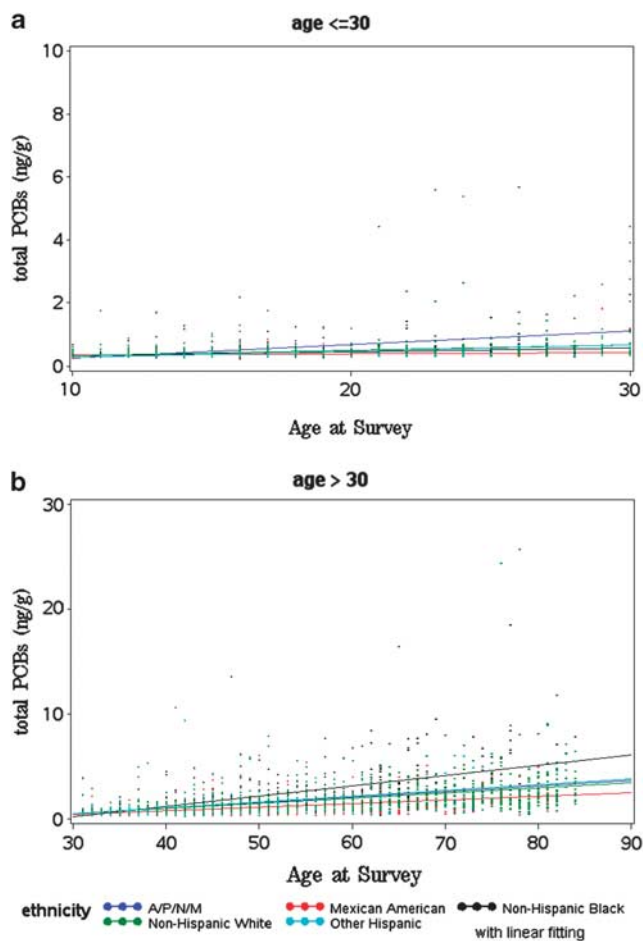 a
age <=30
10
8
6
4
2
0
total PCBs (ng/g)
10 20 30
Age at Survey
b
age > 30
30
20
10
0
total PCBs (ng/g)
30 40 50 60 70 80 90
Age at Survey
ethnicity A/P/N/M Mexican American Non-Hispanic Black
Non-Hispanic White Other Hispanic with linear fitting